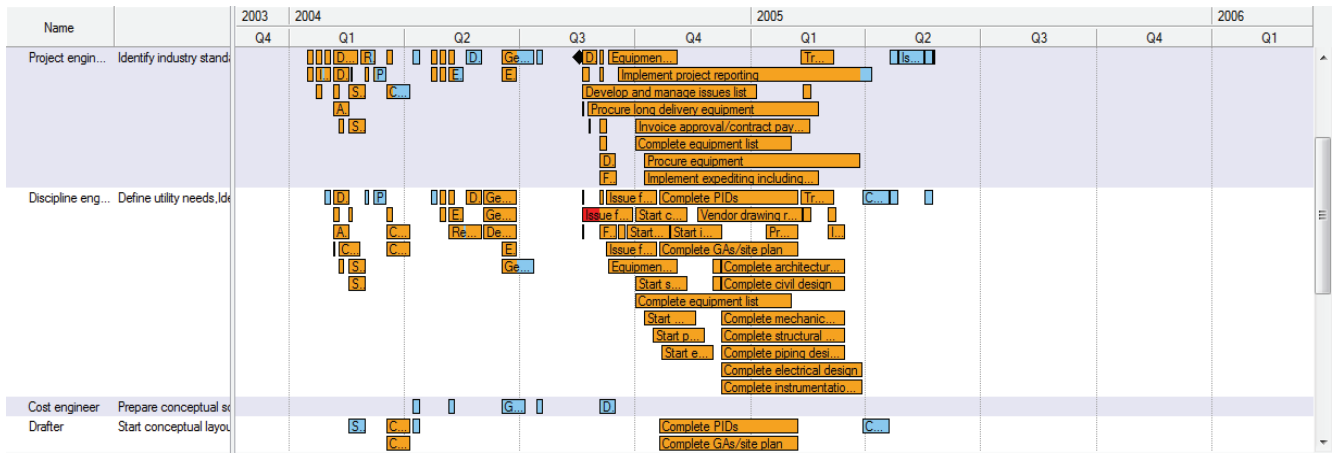 2003 2004 2005 2006
Name
Q4 Q1 Q2 Q3 Q4 Q1 Q2 Q3 Q4 Q1
Project engin... Identify industry stand D... R. D. Ge... D. Equipmen... Tr... Is...
I... D. P E E Implement project reporting
S. C... Develop and manage issues list
A. Procure long delivery equipment
S. Invoice approval/contract pay...
Complete equipment list
D. Procure equipment
F... Implement expediting including...
Discipline eng... Define utility needs,Ide D. P D. Ge... Issue f... Complete PIDs Tr... C...
E. Ge... Issue f... Start c... Vendor drawing r...
A. C... Re... De... F.. Start... Start i... Pr... I...
C... C... E. Issue f... Complete GAs/site plan
S. Ge... Equipmen... Complete architectur...
S. Start s... Complete civil design
Complete equipment list
Start ... Complete mechanic...
Start p... Complete structural ...
Start e... Complete piping desi...
Complete electrical design
Complete instrumentatio...
Cost engineer Prepare conceptual sc G... D.
Drafter Start conceptual layou S. C... Complete PIDs C...
C... Complete GAs/site plan